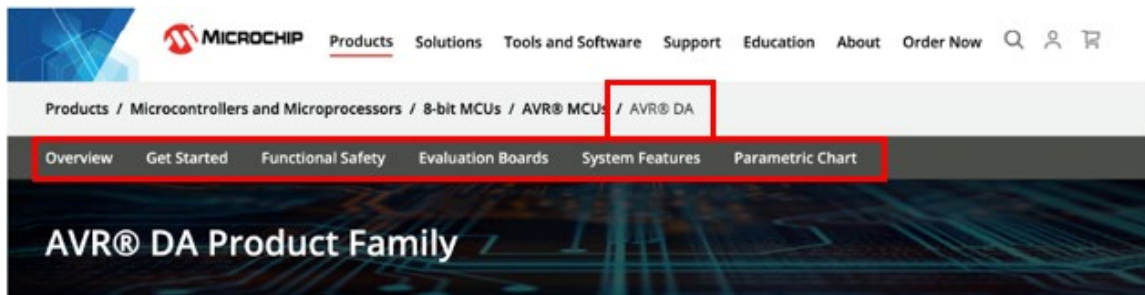 MICROCHIP Products Solutions Tools and Software Support Education About Order Now
Products / Microcontrollers and Microprocessors / 8-bit MCUs / AVR® MCUs / AVR® DA
Overview Get Started Functional Safety Evaluation Boards System Features Parametric Chart
AVR® DA Product Family